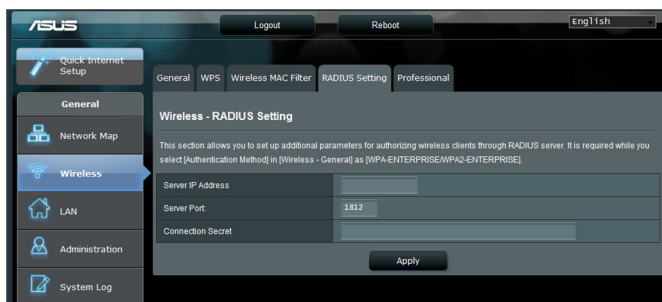 ASUS
Logout
Reboot
English
Quick Internet
Setup
General
WPS
Wireless MAC Filter
RADIUS Setting
Professional
General
Network Map
Wireless
LAN
Administration
System Log
Wireless - RADIUS Setting
This section allows you to set up additional parameters for authorizing wireless clients through RADIUS server. It is required while you
select [Authentication Method] in [Wireless - General] as [WPA-ENTERPRISE/WPA2-ENTERPRISE].
Server IP Address
Server Port:
1812
Connection Secret
Apply